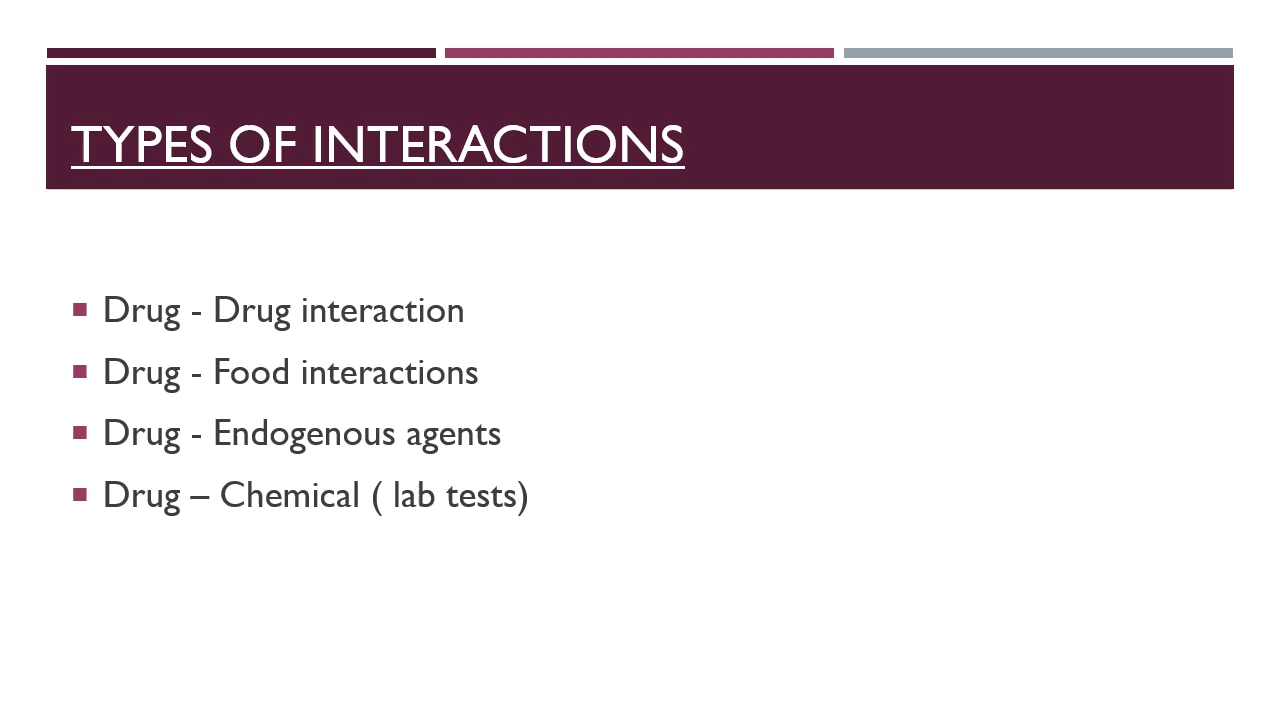 TYPES OF INTERACTIONS
Drug - Drug interaction
Drug - Food interactions
Drug - Endogenous agents
Drug – Chemical ( lab tests)